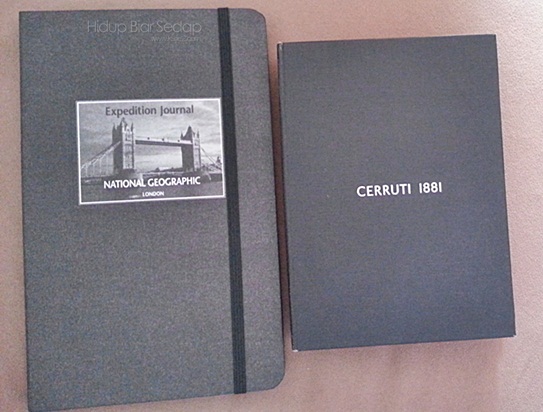 Hidup Biar Sedap
Expedition Journal
NATIONAL GEOGRAPHIC
LONDON
CERRUTI 1881